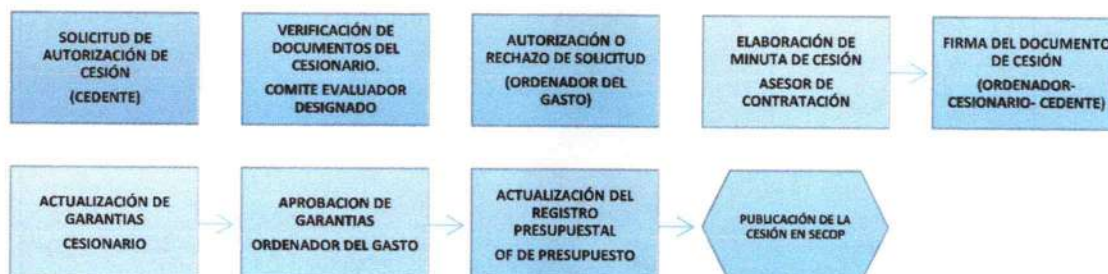 SOLICITUD DE
AUTORIZACIÓN DE
CESIÓN
(CEDENTE)
VERIFICACIÓN DE
DOCUMENTOS DEL
CESIONARIO.
COMITE EVALUADOR
DESIGNADO
AUTORIZACIÓN O
RECHAZO DE SOLICITUD
(ORDENADOR DEL
GASTO)
ELABORACIÓN DE
MINUTA DE CESIÓN
ASESOR DE
CONTRATACIÓN
FIRMA DEL DOCUMENTO
DE CESIÓN
(ORDENADOR-
CESIONARIO- CEDENTE)
ACTUALIZACIÓN DE
GARANTIAS
CESIONARIO
APROBACION DE
GARANTIAS
ORDENADOR DEL GASTO
ACTUALIZACIÓN DEL
REGISTRO
PRESUPUESTAL
OF DE PRESUPUESTO
PUBLICACIÓN DE LA
CESIÓN EN SECOP